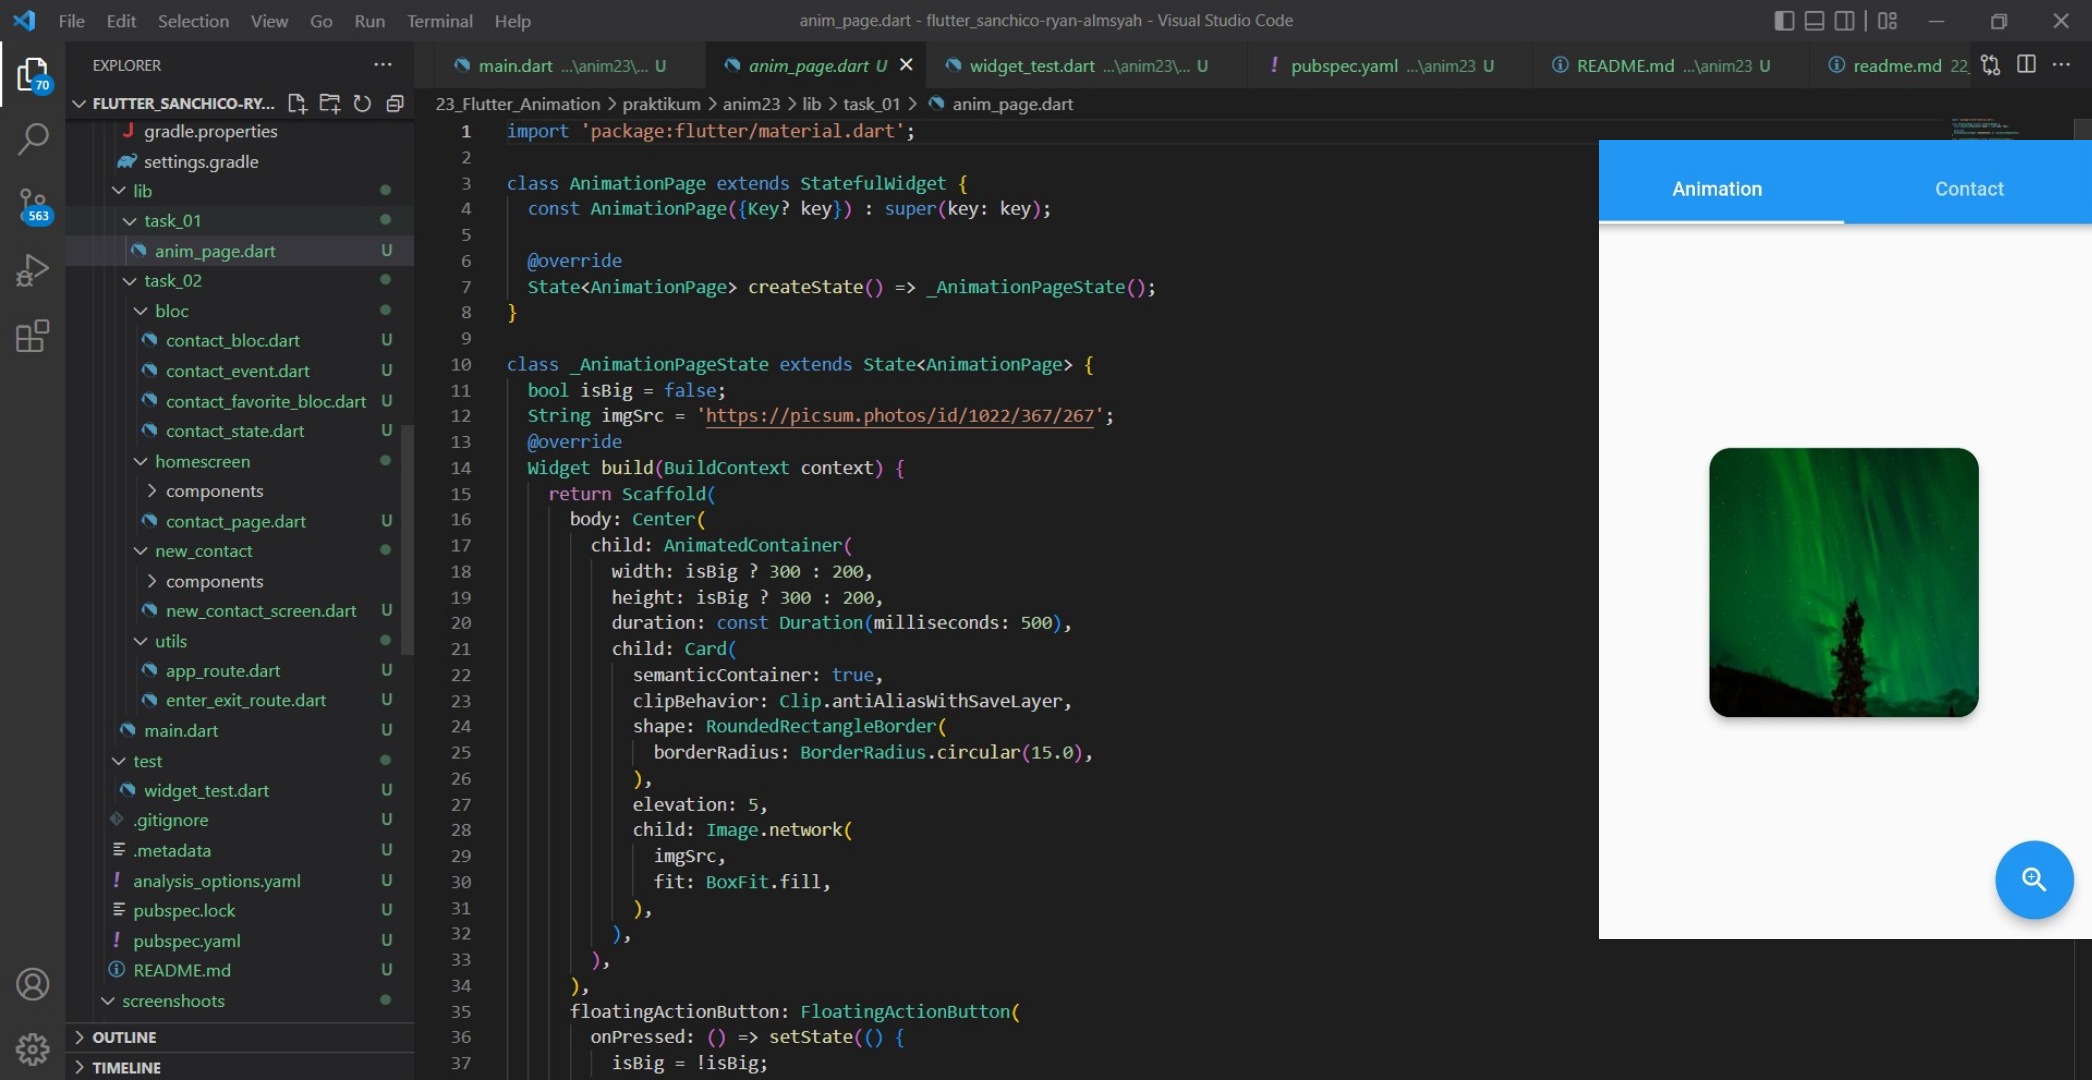 File Edit Selection View Go Run Terminal Help
anim_page.dart - flutter_sanchico-ryan-almsyah - Visual Studio Code
EXPLORER
main.dart ...\anim23\... U
anim_page.dart U
widget_test.dart ...\anim23\... U
! pubspec.yaml ...\anim23 U
README.md ...\anim23 U
readme.md 22_
70
563
FLUTTER_SANCHICO-RY...
gradle.properties
settings.gradle
lib
task_01
anim_page.dart U
task_02
bloc
contact_bloc.dart U
contact_event.dart U
contact_favorite_bloc.dart U
contact_state.dart U
homescreen
components
contact_page.dart U
new_contact
components
new_contact_screen.dart U
utils
app_route.dart U
enter_exit_route.dart U
main.dart U
test
widget_test.dart U
.gitignore U
.metadata U
! analysis_options.yaml U
pubspec.lock U
! pubspec.yaml U
README.md U
screenshoots
OUTLINE
TIMELINE
23_Flutter_Animation > praktikum > anim23 > lib > task_01 > anim_page.dart
1 import 'package:flutter/material.dart';
2
3 class AnimationPage extends StatefulWidget {
4 const AnimationPage({Key? key}) : super(key: key);
5
6 @override
7 State<AnimationPage> createState() => _AnimationPageState();
8 }
9
10 class _AnimationPageState extends State<AnimationPage> {
11 bool isBig = false;
12 String imgSrc = 'https://picsum.photos/id/1022/367/267';
13 @override
14 Widget build(BuildContext context) {
15 return Scaffold(
16 body: Center(
17 child: AnimatedContainer(
18 width: isBig ? 300 : 200,
19 height: isBig ? 300 : 200,
20 duration: const Duration(milliseconds: 500),
21 child: Card(
22 semanticContainer: true,
23 clipBehavior: Clip.antiAliasWithSaveLayer,
24 shape: RoundedRectangleBorder(
25 borderRadius: BorderRadius.circular(15.0),
26 ),
27 elevation: 5,
28 child: Image.network(
29 imgSrc,
30 fit: BoxFit.fill,
31 ),
32 ),
33 ),
34 ),
35 floatingActionButton: FloatingActionButton(
36 onPressed: () => setState(() {
37 isBig = !isBig;
Animation Contact